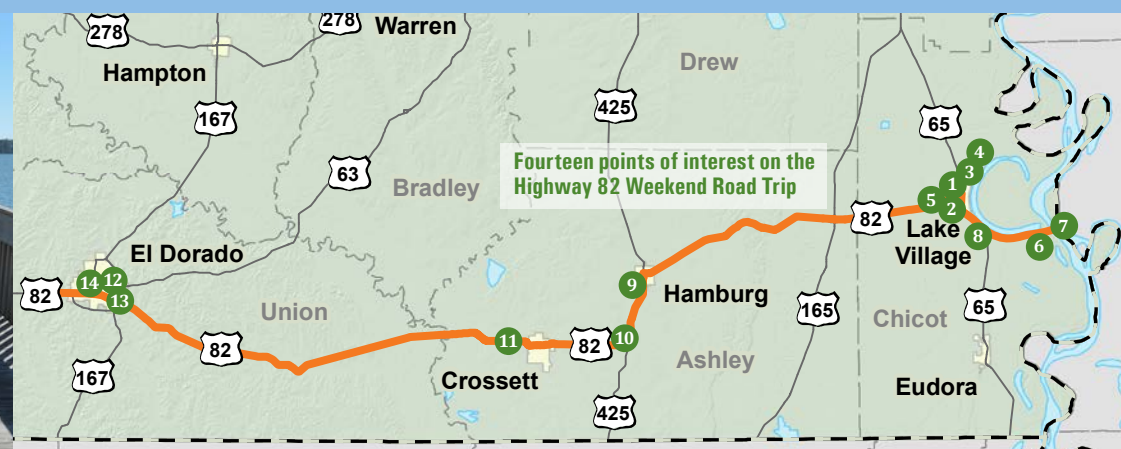 278
278
Warren
Hampton
Drew
167
425
65
63
Fourteen points of interest on the
Highway 82 Weekend Road Trip
4
3
1
Bradley
5
2
82
Lake
Village
7
8
6
El Dorado
14
12
13
82
9
Hamburg
165
65
Union
Chicot
82
11
82
10
Ashley
167
Crossett
Eudora
425